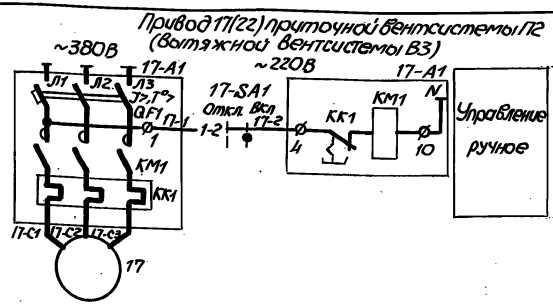 Привод 17(22) приточной вентсистемы П2
(вытяжной вентсистемы В3)
~380В
~220В
17-А1
Л1 Л2 Л3
I>,T°>
QF1
1
17-1
17-SA1
Откл. Вкл
1-2
17-2
17-А1
4
КК1
КМ1
N
10
Управление
ручное
КМ1
КК1
17-С1 17-С2 17-С3
17